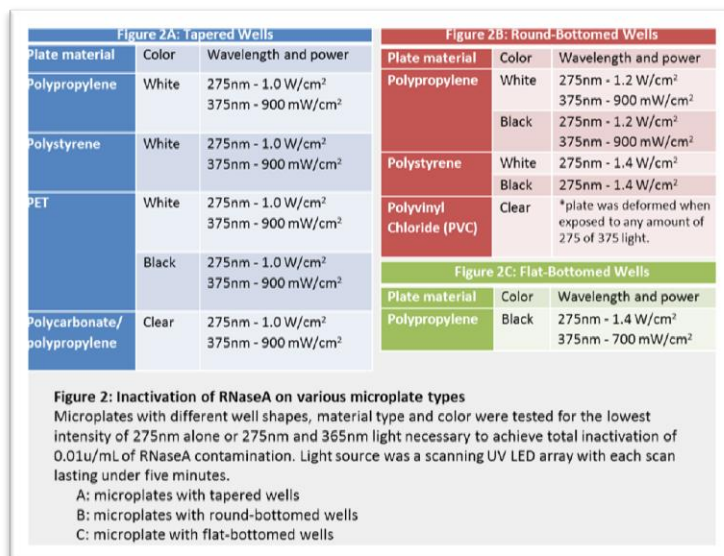 Figure 2A: Tapered Wells
Plate material Color Wavelength and power
Polypropylene White 275nm - 1.0 W/cm²
375nm - 900 mW/cm²
Polystyrene White 275nm - 1.0 W/cm²
375nm - 900 mW/cm²
PET White 275nm - 1.0 W/cm²
375nm - 900 mW/cm²
Black 275nm - 1.0 W/cm²
375nm - 900 mW/cm²
Polycarbonate/ Clear 275nm - 1.0 W/cm²
polypropylene 375nm - 900 mW/cm²
Figure 2B: Round-Bottomed Wells
Plate material Color Wavelength and power
Polypropylene White 275nm - 1.2 W/cm²
375nm - 900 mW/cm²
Black 275nm - 1.2 W/cm²
375nm - 900 mW/cm²
Polystyrene White 275nm - 1.4 W/cm²
Black 275nm - 1.4 W/cm²
Polyvinyl Clear *plate was deformed when
Chloride (PVC) exposed to any amount of
275 of 375 light.
Figure 2C: Flat-Bottomed Wells
Plate material Color Wavelength and power
Polypropylene Black 275nm - 1.4 W/cm²
375nm - 700 mW/cm²
Figure 2: Inactivation of RNaseA on various microplate types
Microplates with different well shapes, material type and color were tested for the lowest
intensity of 275nm alone or 275nm and 365nm light necessary to achieve total inactivation of
0.01u/mL of RNaseA contamination. Light source was a scanning UV LED array with each scan
lasting under five minutes.
A: microplates with tapered wells
B: microplates with round-bottomed wells
C: microplate with flat-bottomed wells